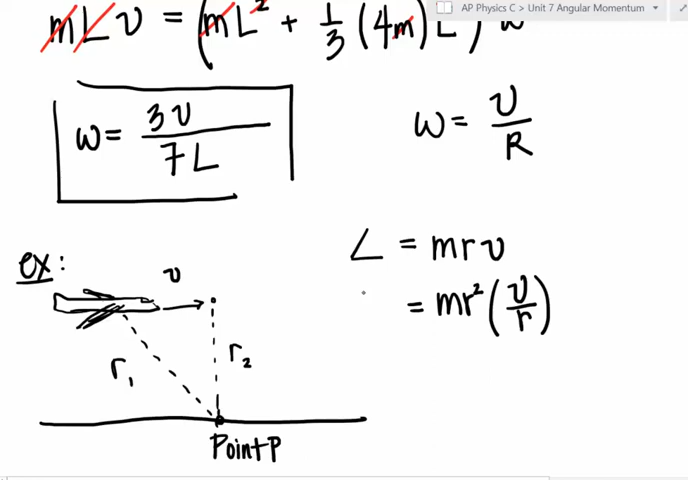 AP Physics C > Unit 7 Angular Momentum
mLv = (mL² + 1/3 (4m)L²) ω
ω = 3v / 7L
ω = v / R
ex:
v
r₁
r₂
Point P
L = mrv
= mr² (v/r)